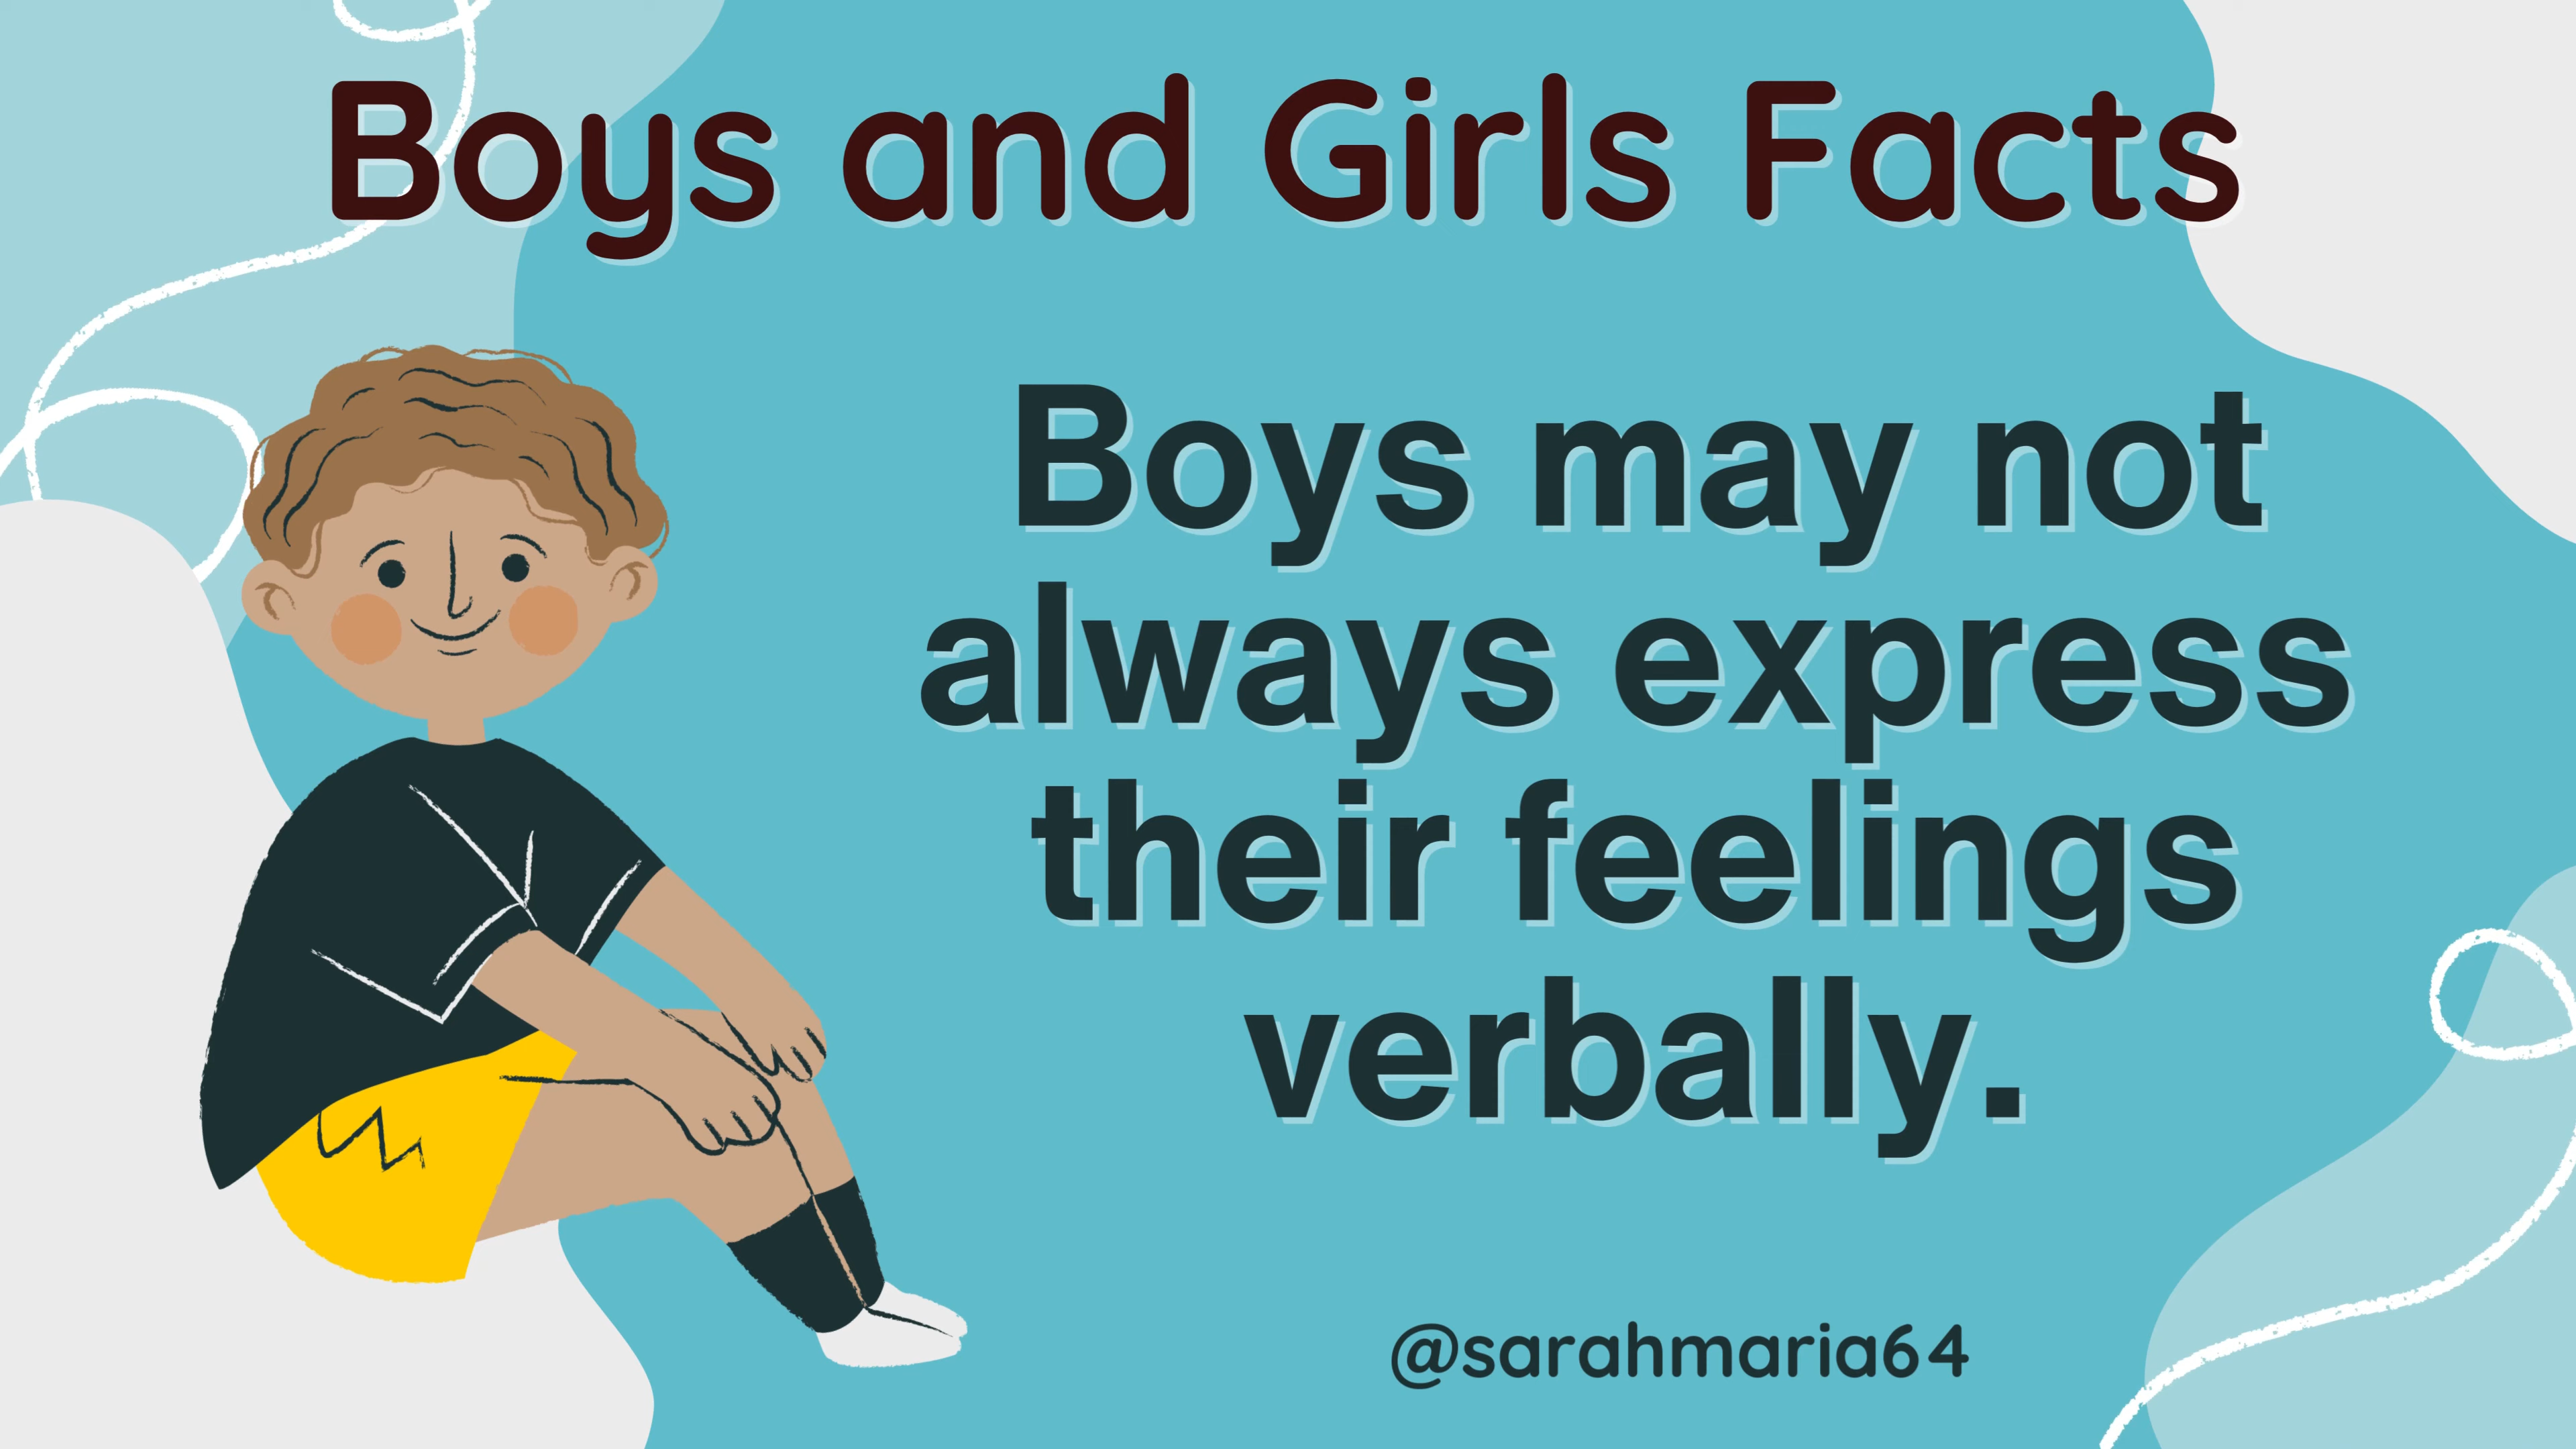 Boys and Girls Facts
Boys may not
always express
their feelings
verbally.
@sarahmaria64